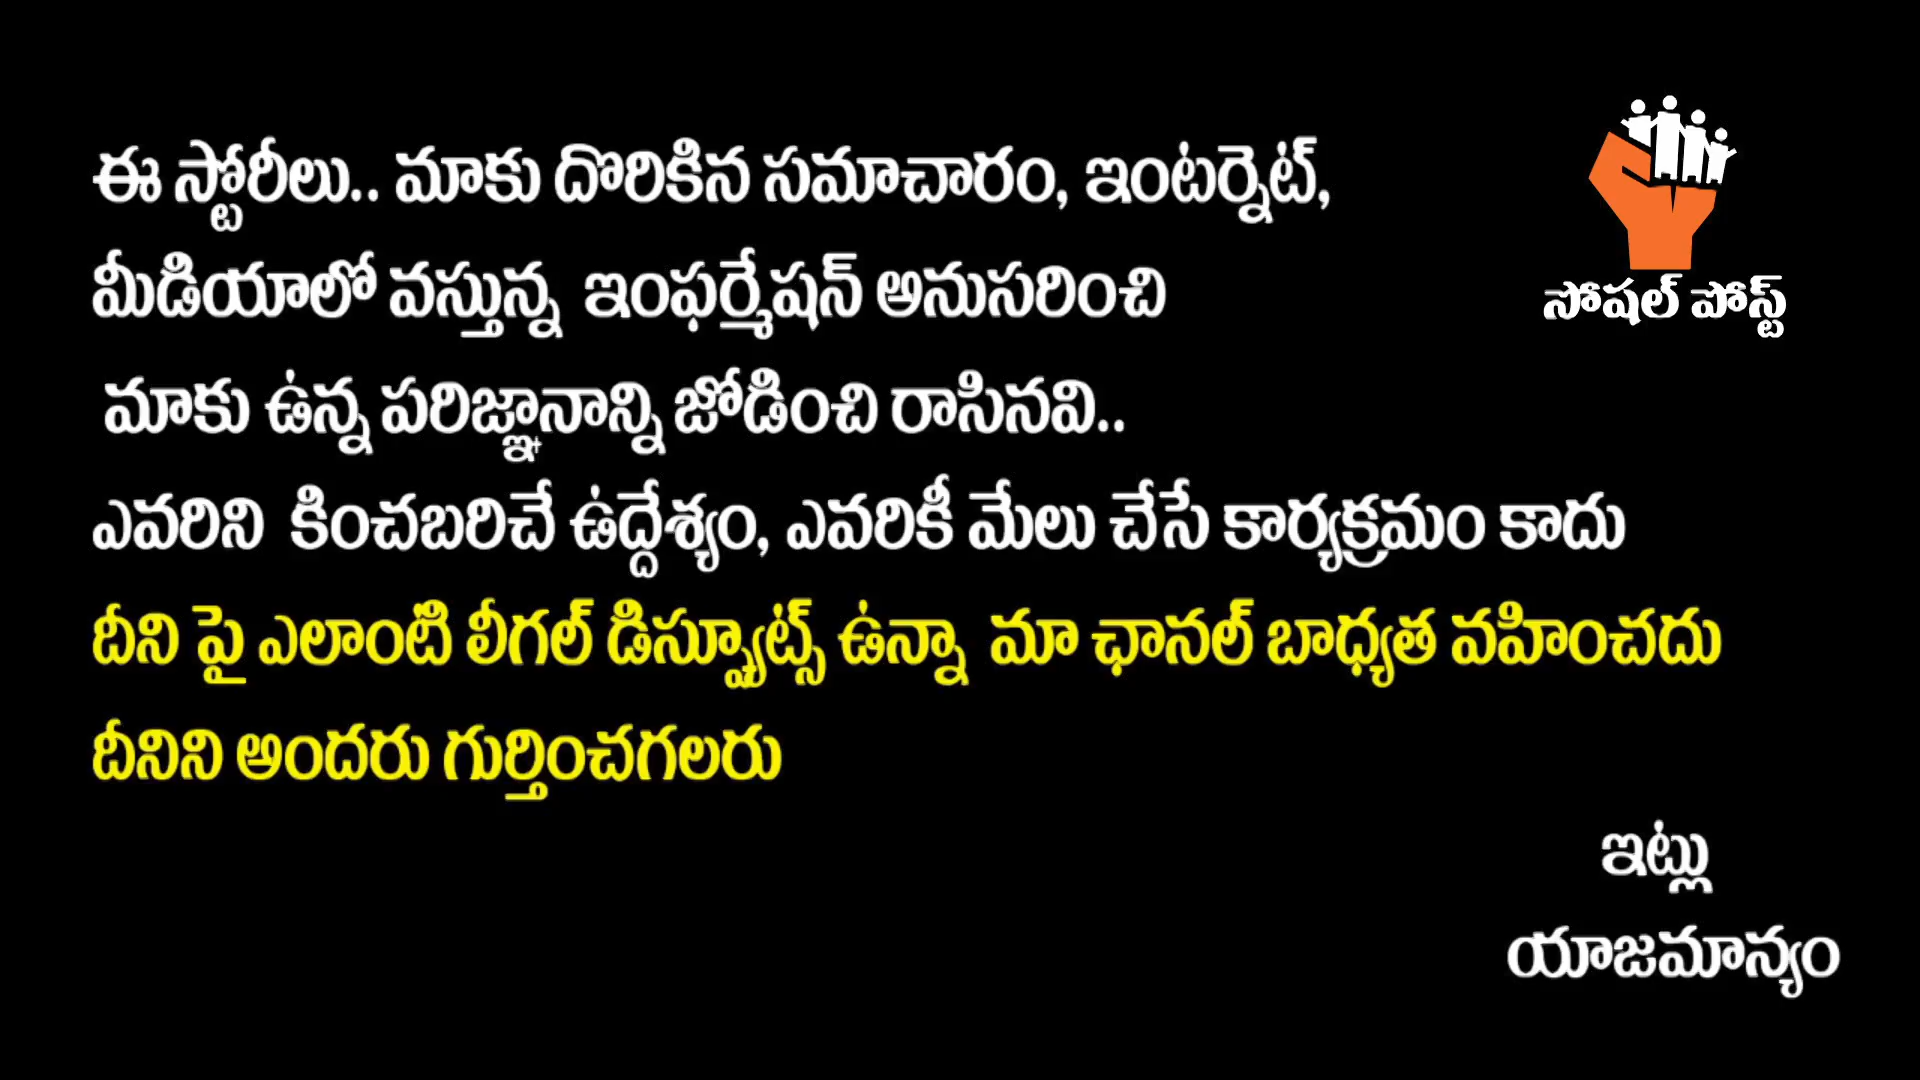 ఈ స్టోరీలు.. మాకు దొరికిన సమాచారం, ఇంటర్నెట్,
మీడియాలో వస్తున్న ఇంఫర్మేషన్ అనుసరించి
మాకు ఉన్న పరిజ్ఞానాన్ని జోడించి రాసినవి..
ఎవరిని కించబరిచే ఉద్దేశ్యం, ఎవరికీ మేలు చేసే కార్యక్రమం కాదు
దీని పై ఎలాంటి లీగల్ డిస్ప్యూట్స్ ఉన్నా మా ఛానల్ బాధ్యత వహించదు
దీనిని అందరు గుర్తించగలరు
ఇట్లు
యాజమాన్యం
సోషల్ పోస్ట్